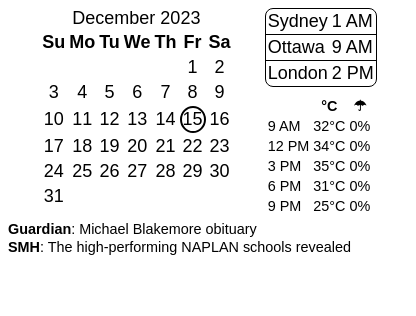 December 2023
Su Mo Tu We Th Fr Sa
1 2
3 4 5 6 7 8 9
10 11 12 13 14 15 16
17 18 19 20 21 22 23
24 25 26 27 28 29 30
31
Sydney 1 AM
Ottawa 9 AM
London 2 PM
°C ☂
9 AM 32°C 0%
12 PM 34°C 0%
3 PM 35°C 0%
6 PM 31°C 0%
9 PM 25°C 0%
Guardian: Michael Blakemore obituary
SMH: The high-performing NAPLAN schools revealed